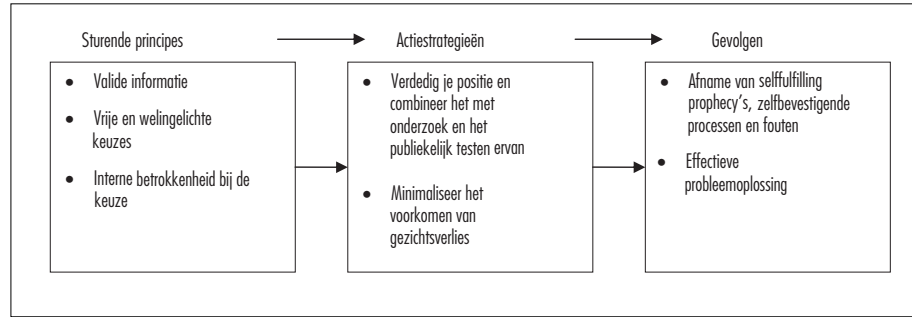 Sturende principes
Actiestrategieën
Gevolgen
• Valide informatie
• Vrije en welingelichte
keuzes
• Interne betrokkenheid bij de
keuze
• Verdedig je positie en
combineer het met
onderzoek en het
publiekelijk testen ervan
• Minimaliseer het
voorkomen van
gezichtsverlies
• Afname van selffulfilling
prophecy's, zelfbevestigende
processen en fouten
• Effectieve
probleemoplossing